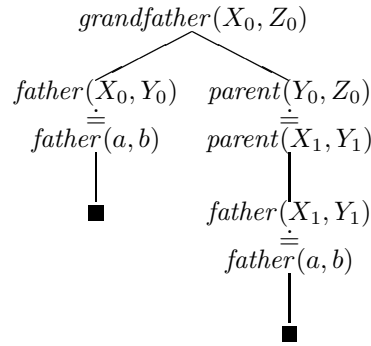 grandfather(X₀, Z₀)
father(X₀, Y₀) parent(Y₀, Z₀)
≐ ≐
father(a, b) parent(X₁, Y₁)
father(X₁, Y₁)
≐
father(a, b)